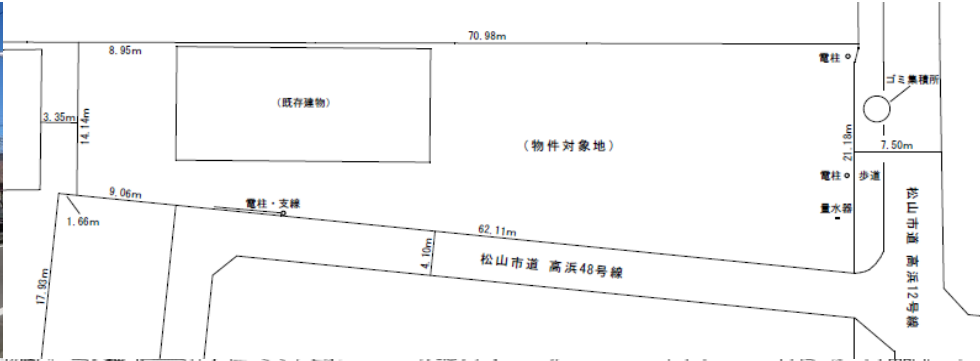 70.98m
8.95m
電柱
ゴミ集積所
(既存建物)
3.35m
14.14m
(物件対象地)
21.18m
7.50m
9.06m
電柱・支線
電柱
歩道
1.66m
量水器
62.11m
4.10m
松山市道 高浜48号線
松山市道 高浜12号線
17.93m